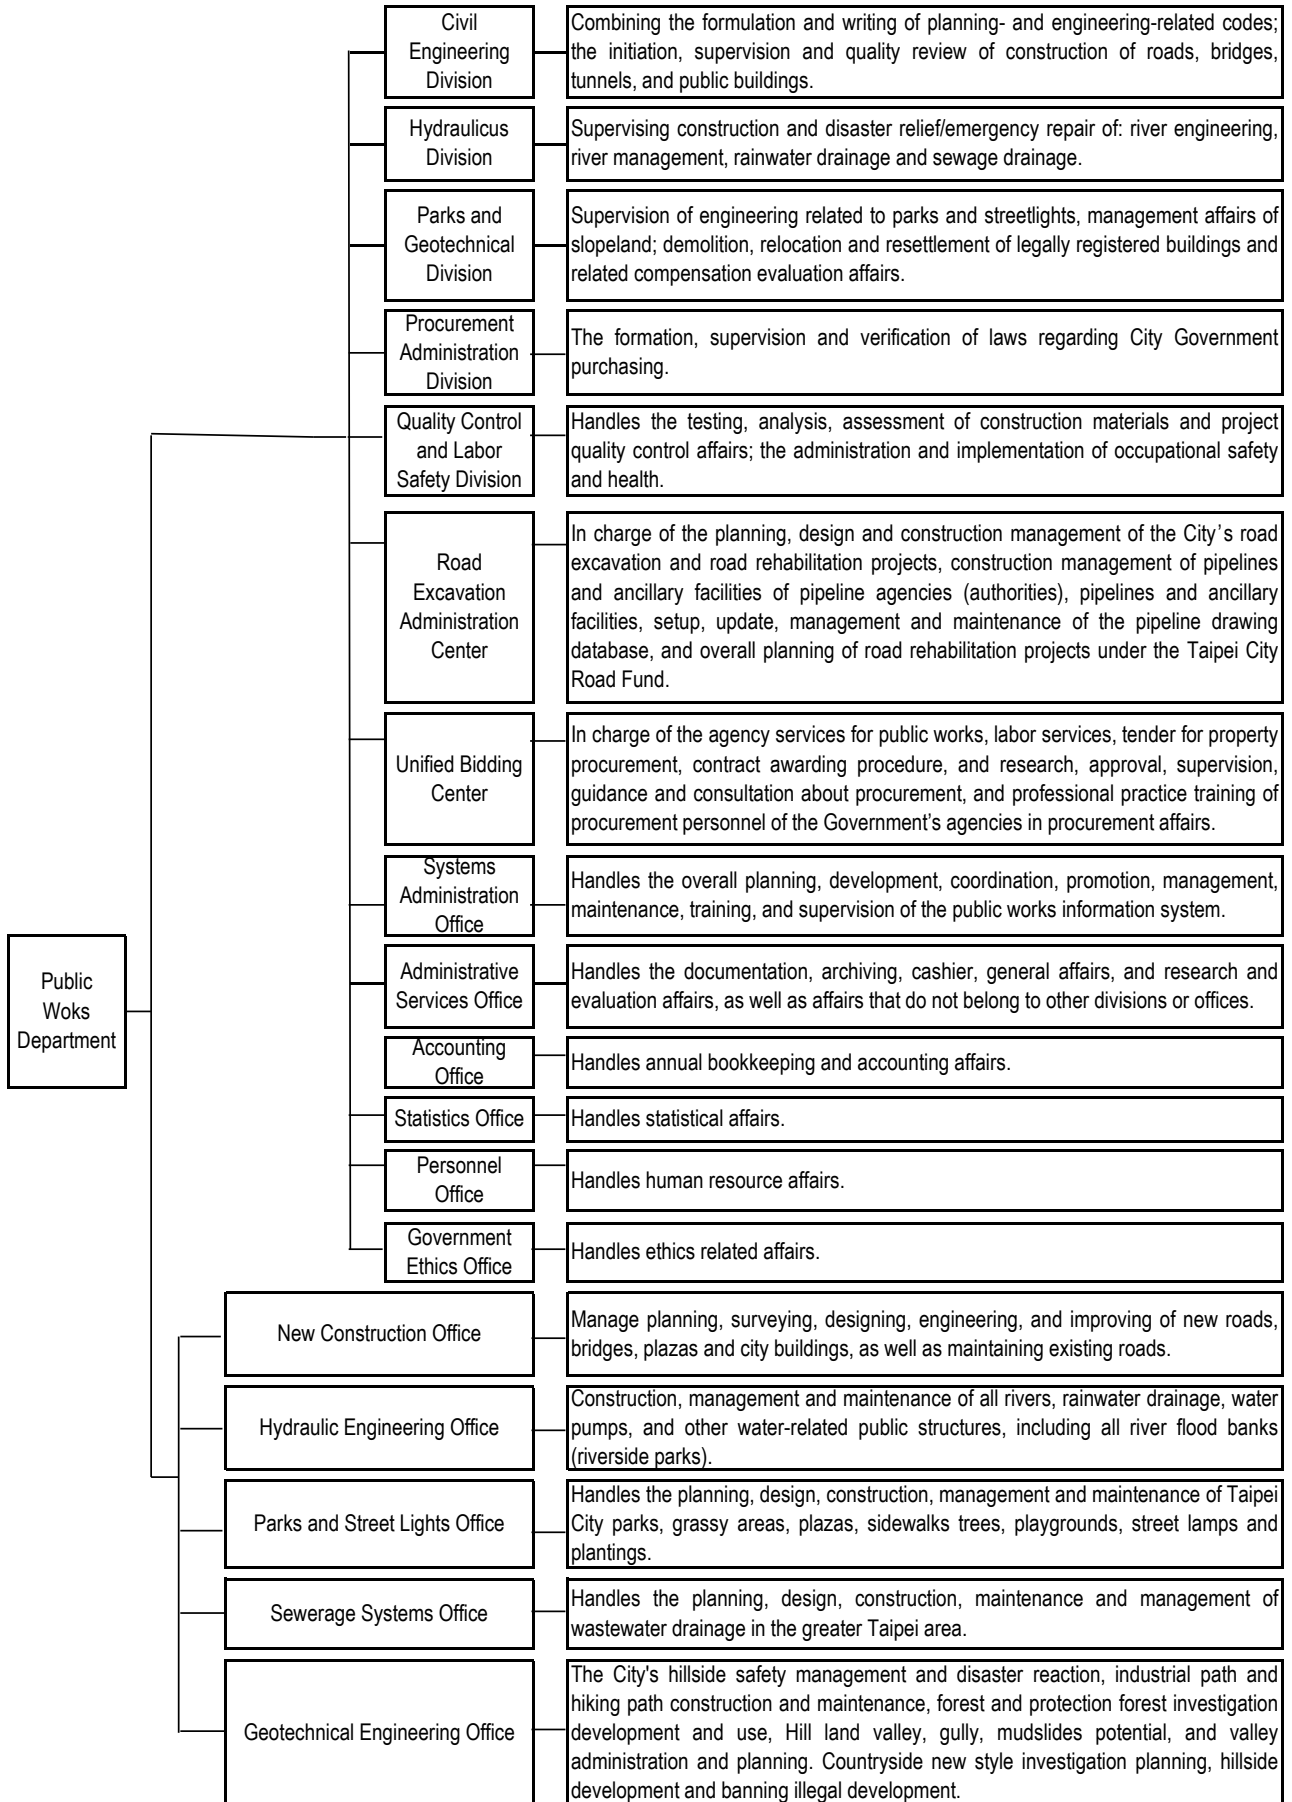 Civil
Engineering
Division
Combining the formulation and writing of planning- and engineering-related codes;
the initiation, supervision and quality review of construction of roads, bridges,
tunnels, and public buildings.
Hydraulicus
Division
Supervising construction and disaster relief/emergency repair of: river engineering,
river management, rainwater drainage and sewage drainage.
Parks and
Geotechnical
Division
Supervision of engineering related to parks and streetlights, management affairs of
slopeland; demolition, relocation and resettlement of legally registered buildings and
related compensation evaluation affairs.
Procurement
Administration
Division
The formation, supervision and verification of laws regarding City Government
purchasing.
Quality Control
and Labor
Safety Division
Handles the testing, analysis, assessment of construction materials and project
quality control affairs; the administration and implementation of occupational safety
and health.
Road
Excavation
Administration
Center
In charge of the planning, design and construction management of the City’s road
excavation and road rehabilitation projects, construction management of pipelines
and ancillary facilities of pipeline agencies (authorities), pipelines and ancillary
facilities, setup, update, management and maintenance of the pipeline drawing
database, and overall planning of road rehabilitation projects under the Taipei City
Road Fund.
Unified Bidding
Center
In charge of the agency services for public works, labor services, tender for property
procurement, contract awarding procedure, and research, approval, supervision,
guidance and consultation about procurement, and professional practice training of
procurement personnel of the Government’s agencies in procurement affairs.
Systems
Administration
Office
Handles the overall planning, development, coordination, promotion, management,
maintenance, training, and supervision of the public works information system.
Public
Woks
Department
Administrative
Services Office
Handles the documentation, archiving, cashier, general affairs, and research and
evaluation affairs, as well as affairs that do not belong to other divisions or offices.
Accounting
Office
Handles annual bookkeeping and accounting affairs.
Statistics Office
Handles statistical affairs.
Personnel
Office
Handles human resource affairs.
Government
Ethics Office
Handles ethics related affairs.
New Construction Office
Manage planning, surveying, designing, engineering, and improving of new roads,
bridges, plazas and city buildings, as well as maintaining existing roads.
Hydraulic Engineering Office
Construction, management and maintenance of all rivers, rainwater drainage, water
pumps, and other water-related public structures, including all river flood banks
(riverside parks).
Parks and Street Lights Office
Handles the planning, design, construction, management and maintenance of Taipei
City parks, grassy areas, plazas, sidewalks trees, playgrounds, street lamps and
plantings.
Sewerage Systems Office
Handles the planning, design, construction, maintenance and management of
wastewater drainage in the greater Taipei area.
Geotechnical Engineering Office
The City's hillside safety management and disaster reaction, industrial path and
hiking path construction and maintenance, forest and protection forest investigation
development and use, Hill land valley, gully, mudslides potential, and valley
administration and planning. Countryside new style investigation planning, hillside
development and banning illegal development.